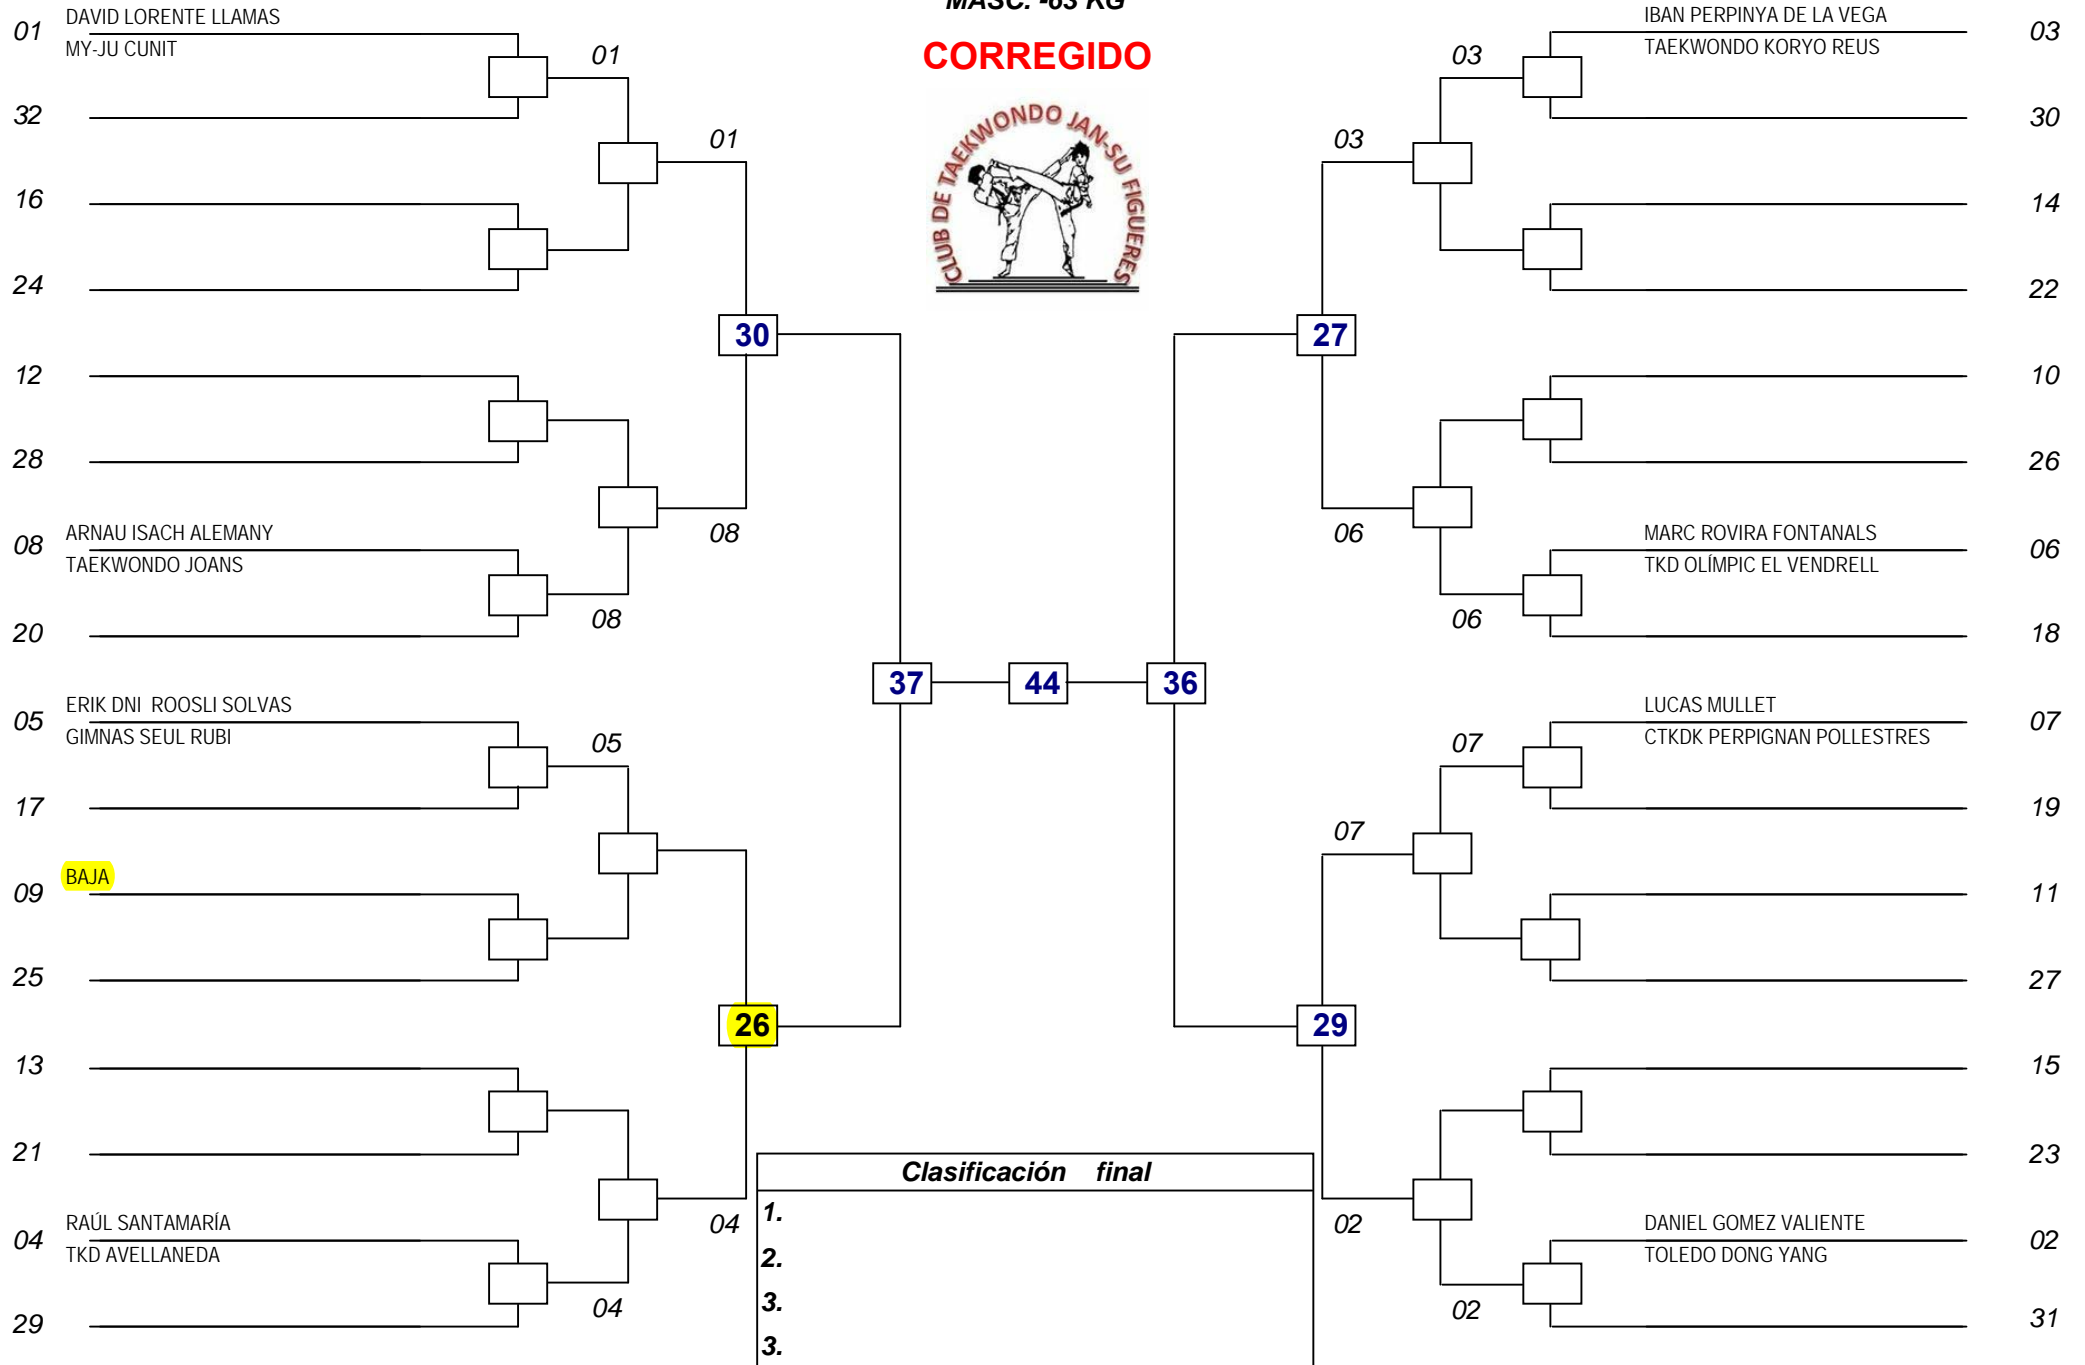 MASC. -63 KG
CORREGIDO
CLUB DE TAEKWONDO JAN-SU FIGUERES
01 DAVID LORENTE LLAMAS
MY-JU CUNIT
01
32
01
16
24
30
12
28
08 ARNAU ISACH ALEMANY
TAEKWONDO JOANS
08
08
20
05 ERIK DNI  ROOSLI SOLVAS
GIMNAS SEUL RUBI
05
17
09 BAJA
25
26
13
21
04 RAÚL SANTAMARÍA
TKD AVELLANEDA
04
04
29
37
44
36
IBAN PERPINYA DE LA VEGA 03
TAEKWONDO KORYO REUS
03
30
03
14
22
27
10
26
MARC ROVIRA FONTANALS 06
TKD OLÍMPIC EL VENDRELL
06
06
18
LUCAS MULLET 07
CTKDK PERPIGNAN POLLESTRES
07
19
07
11
27
29
15
23
DANIEL GOMEZ VALIENTE 02
TOLEDO DONG YANG
02
02
31
Clasificación final
1.
2.
3.
3.